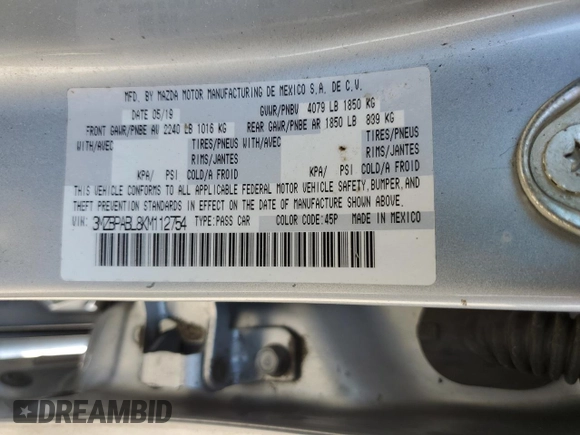 MFD. BY MAZDA MOTOR MANUFACTURING DE MEXICO S.A. DE C.V.
DATE 05/19 GVWR/PNBV 4079 LB 1850 KG
FRONT GAWR/PNBE AV 2240 LB 1016 KG REAR GAWR/PNBE AR 1850 LB 839 KG
WITH/AVEC TIRES/PNEUS WITH/AVEC TIRES/PNEUS
RIMS/JANTES RIMS/JANTES
KPA/ PSI COLD/A FROID KPA/ PSI COLD/A FROID
THIS VEHICLE CONFORMS TO ALL APPLICABLE FEDERAL MOTOR VEHICLE SAFETY, BUMPER, AND
THEFT PREVENTION STANDARDS IN EFFECT ON THE DATE OF MANUFACTURE SHOWN ABOVE.
VIN: 3MZBPABL8KM112754 TYPE:PASS CAR COLOR CODE:45P MADE IN MEXICO
DREAMBID